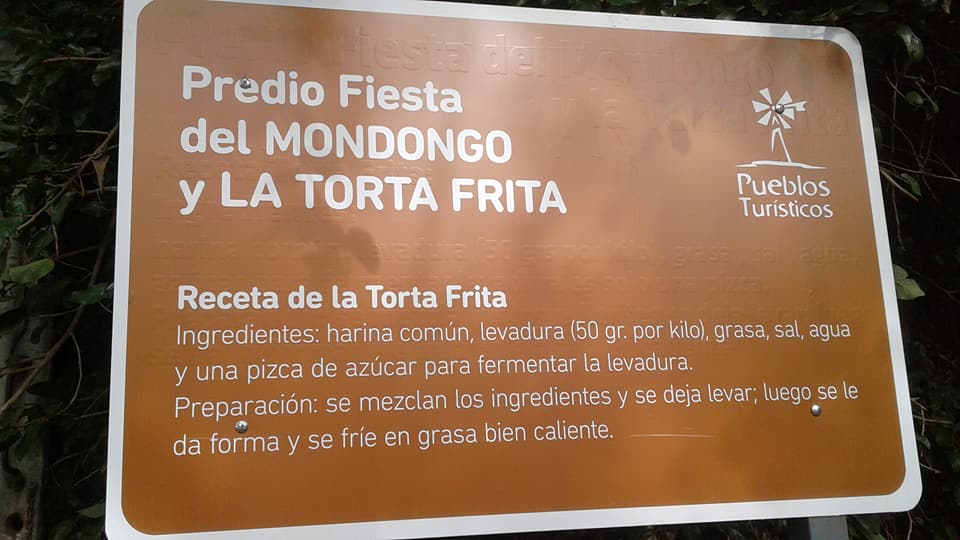 Predio Fiesta
del MONDONGO
y LA TORTA FRITA
Pueblos
Turísticos
Receta de la Torta Frita
Ingredientes: harina común, levadura (50 gr. por kilo), grasa, sal, agua
y una pizca de azúcar para fermentar la levadura.
Preparación: se mezclan los ingredientes y se deja levar; luego se le
da forma y se fríe en grasa bien caliente.